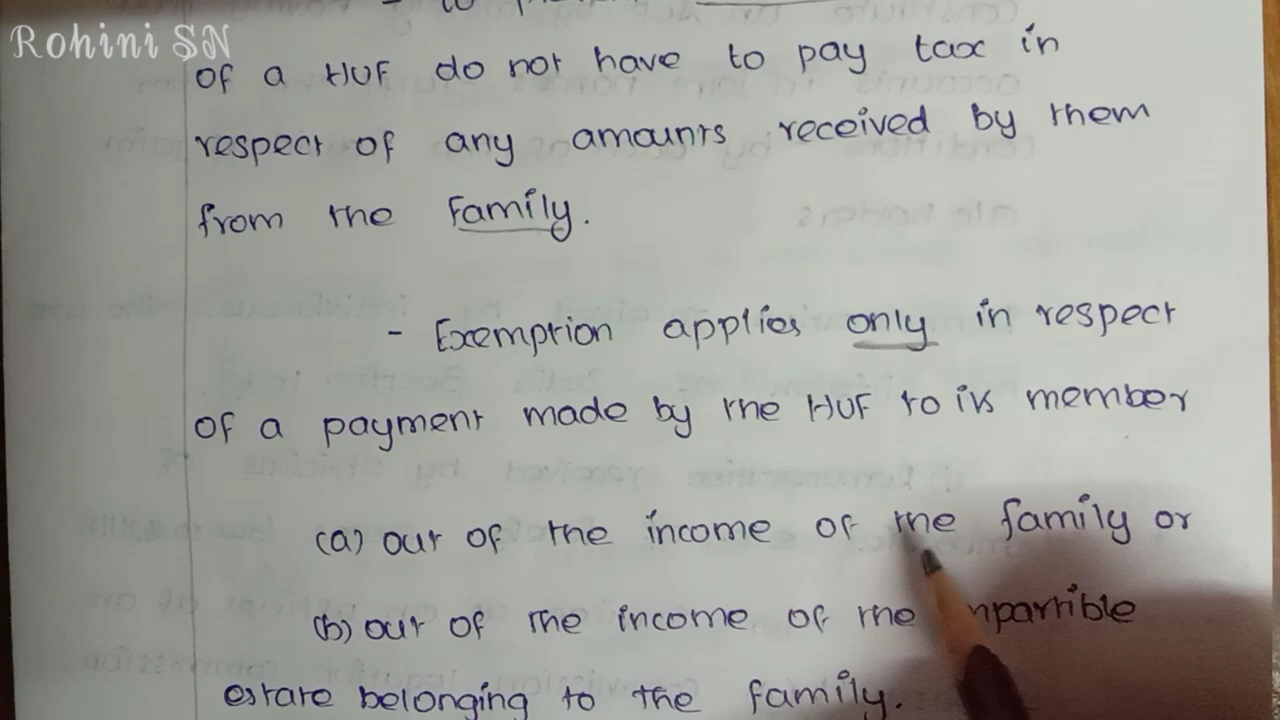 Rohini SN
of a HUF do not have to pay tax in
respect of any amounts received by them
from the family.
- Exemption applies only in respect
of a payment made by the HUF to its member
(a) out of the income of the family or
(b) out of the income of the
estate belonging to the family.